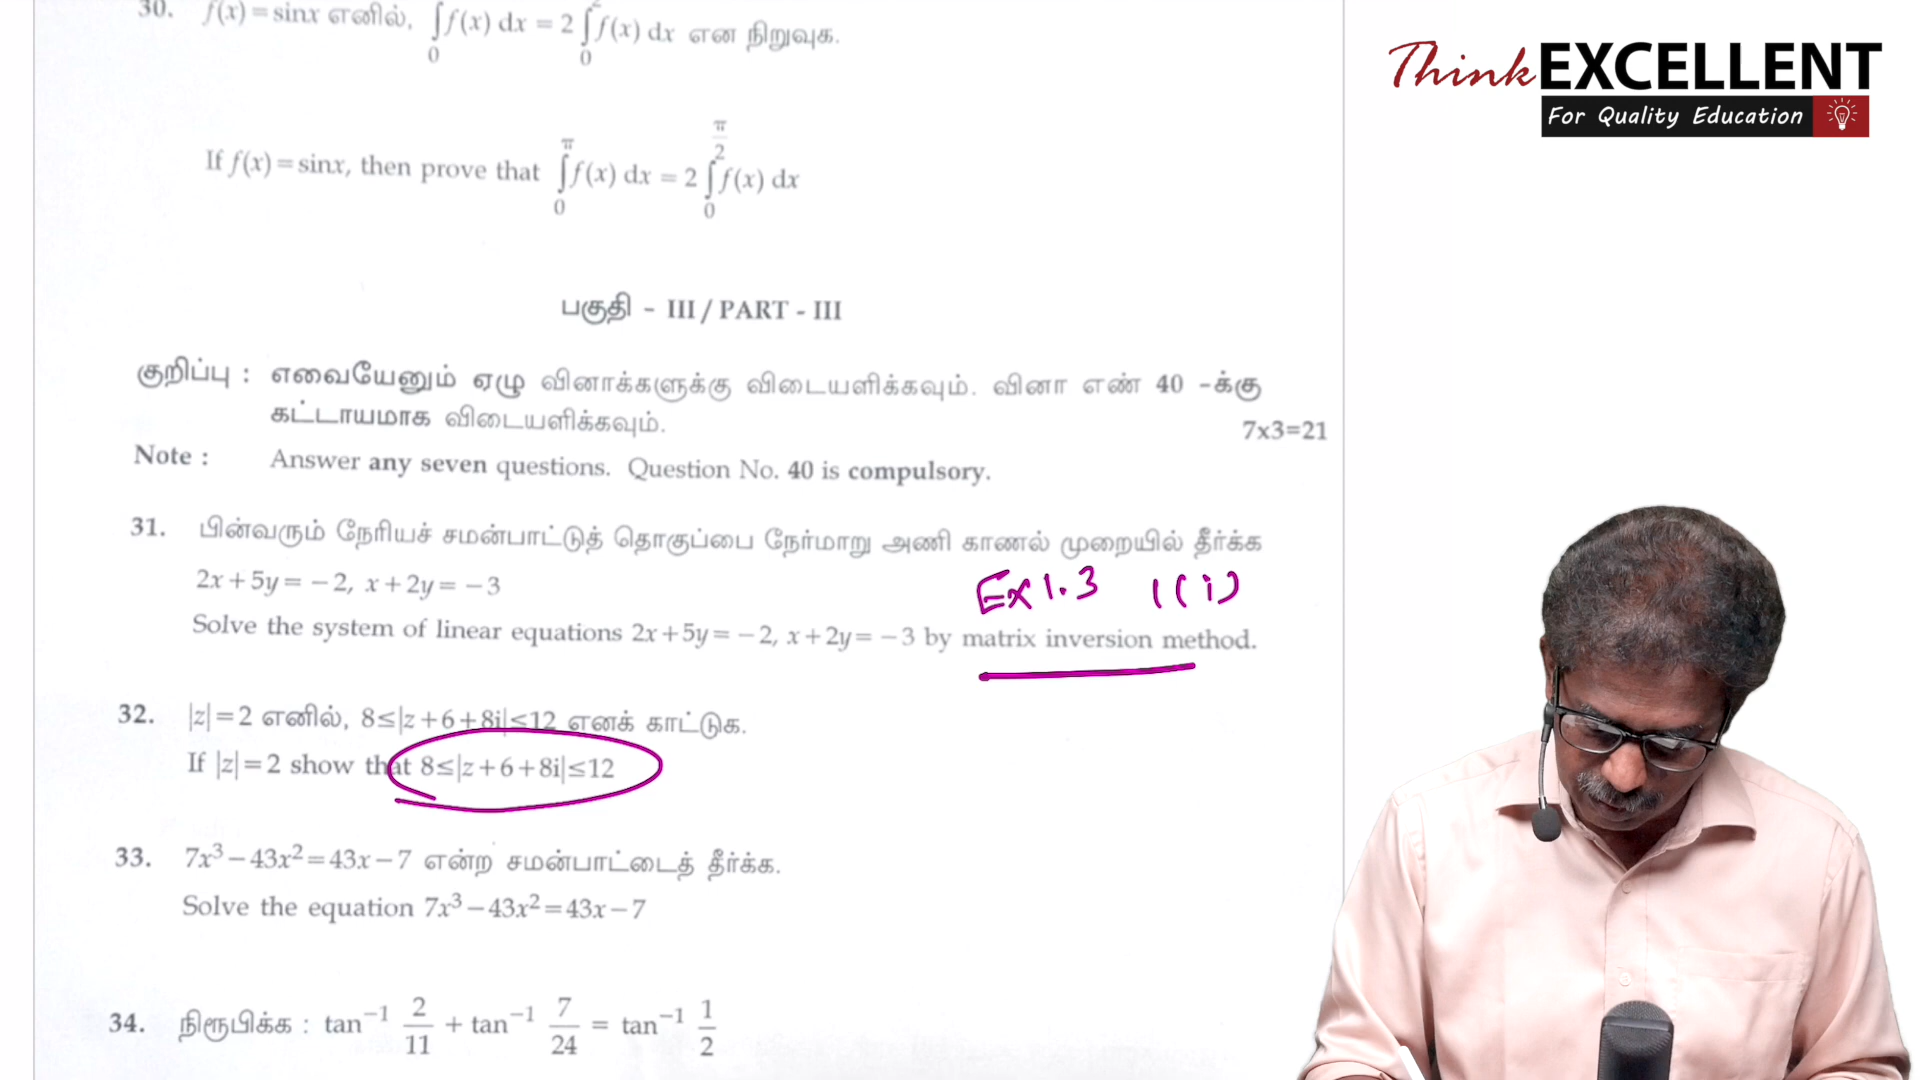 30. f(x) = sinx எனில், ∫₀ f(x) dx = 2 ∫₀ f(x) dx என நிறுவுக.
If f(x) = sinx, then prove that ∫₀^π f(x) dx = 2 ∫₀^(π/2) f(x) dx
பகுதி - III / PART - III
குறிப்பு : எவையேனும் ஏழு வினாக்களுக்கு விடையளிக்கவும். வினா எண் 40 -க்கு
கட்டாயமாக விடையளிக்கவும்.
7x3=21
Note : Answer any seven questions. Question No. 40 is compulsory.
31. பின்வரும் நேரியச் சமன்பாட்டுத் தொகுப்பை நேர்மாறு அணி காணல் முறையில் தீர்க்க
2x + 5y = − 2, x + 2y = − 3
Ex 1.3 1(i)
Solve the system of linear equations 2x + 5y = − 2, x + 2y = − 3 by matrix inversion method.
32. |z| = 2 எனில், 8 ≤ |z + 6 + 8i| ≤ 12 எனக் காட்டுக.
If |z| = 2 show that 8 ≤ |z + 6 + 8i| ≤ 12
33. 7x³ − 43x² = 43x − 7 என்ற சமன்பாட்டைத் தீர்க்க.
Solve the equation 7x³ − 43x² = 43x − 7
34. நிரூபிக்க : tan⁻¹ 2/11 + tan⁻¹ 7/24 = tan⁻¹ 1/2
Think EXCELLENT
For Quality Education